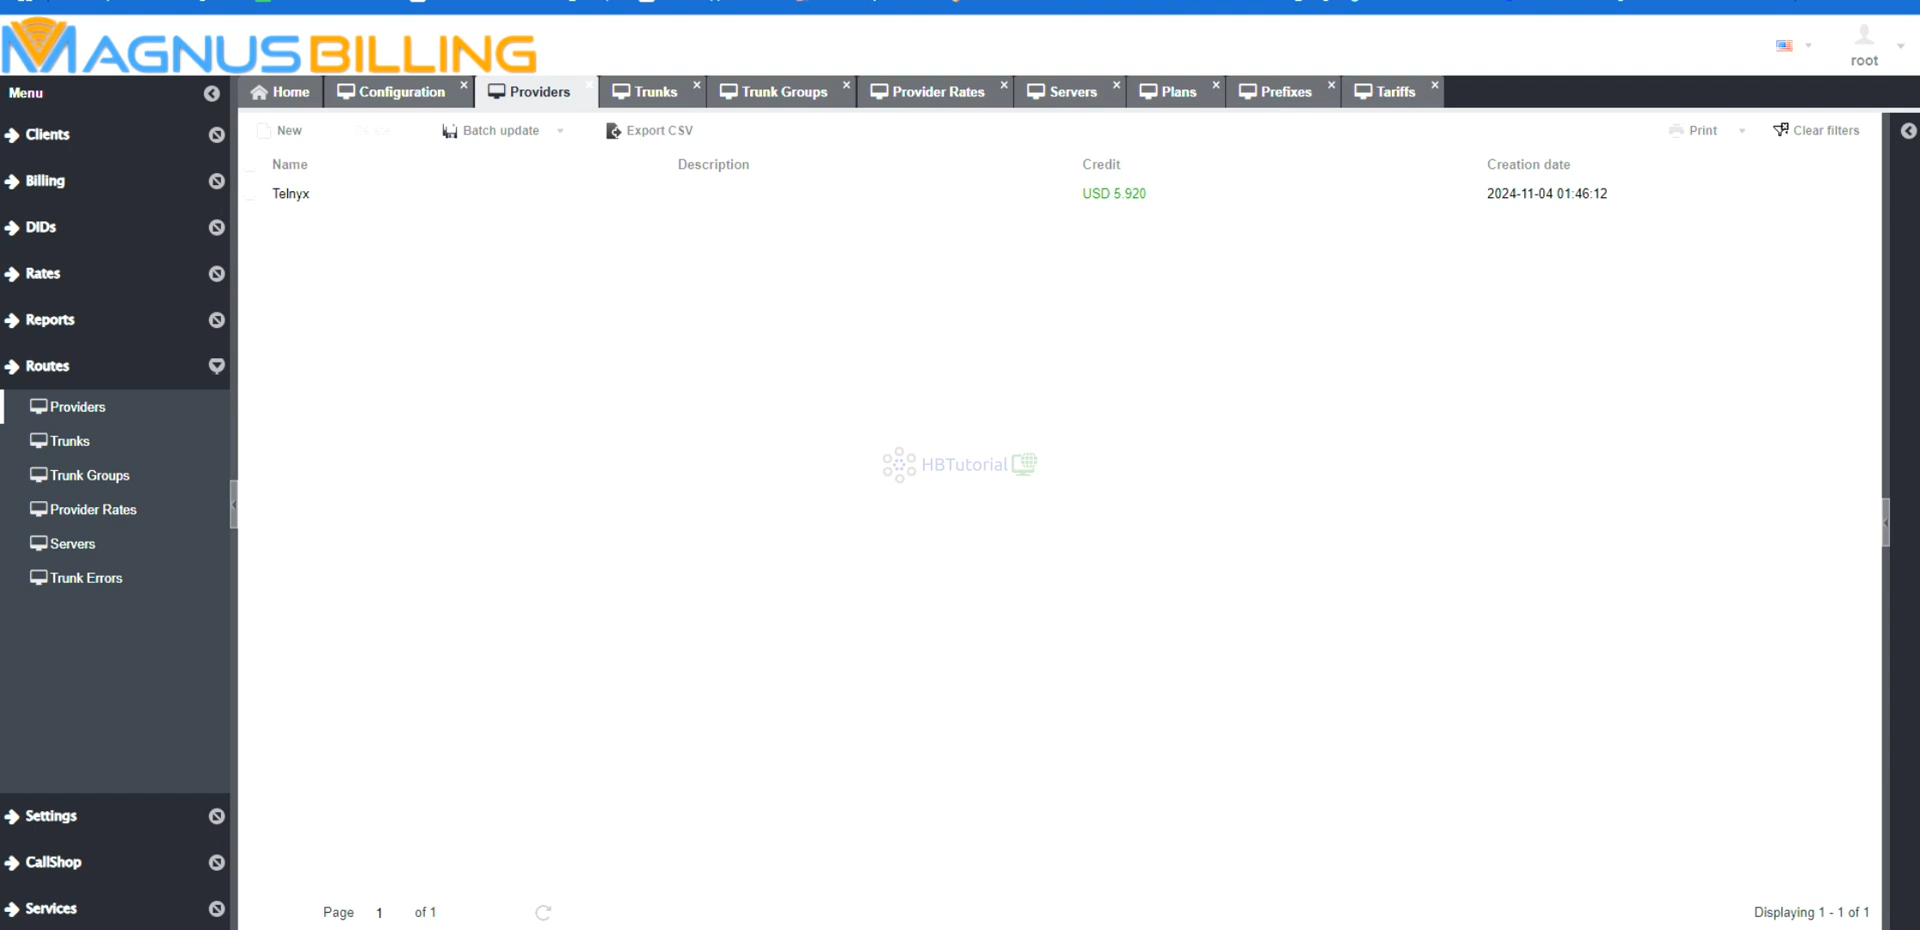 MAGNUSBILLING
root
Menu
Home
Configuration
Providers
Trunks
Trunk Groups
Provider Rates
Servers
Plans
Prefixes
Tariffs
New
Batch update
Export CSV
Print
Clear filters
Name
Description
Credit
Creation date
Telnyx
USD 5.920
2024-11-04 01:46:12
Clients
Billing
DIDs
Rates
Reports
Routes
Providers
Trunks
Trunk Groups
Provider Rates
Servers
Trunk Errors
Settings
CallShop
Services
HBTutorial
Page 1 of 1
Displaying 1 - 1 of 1